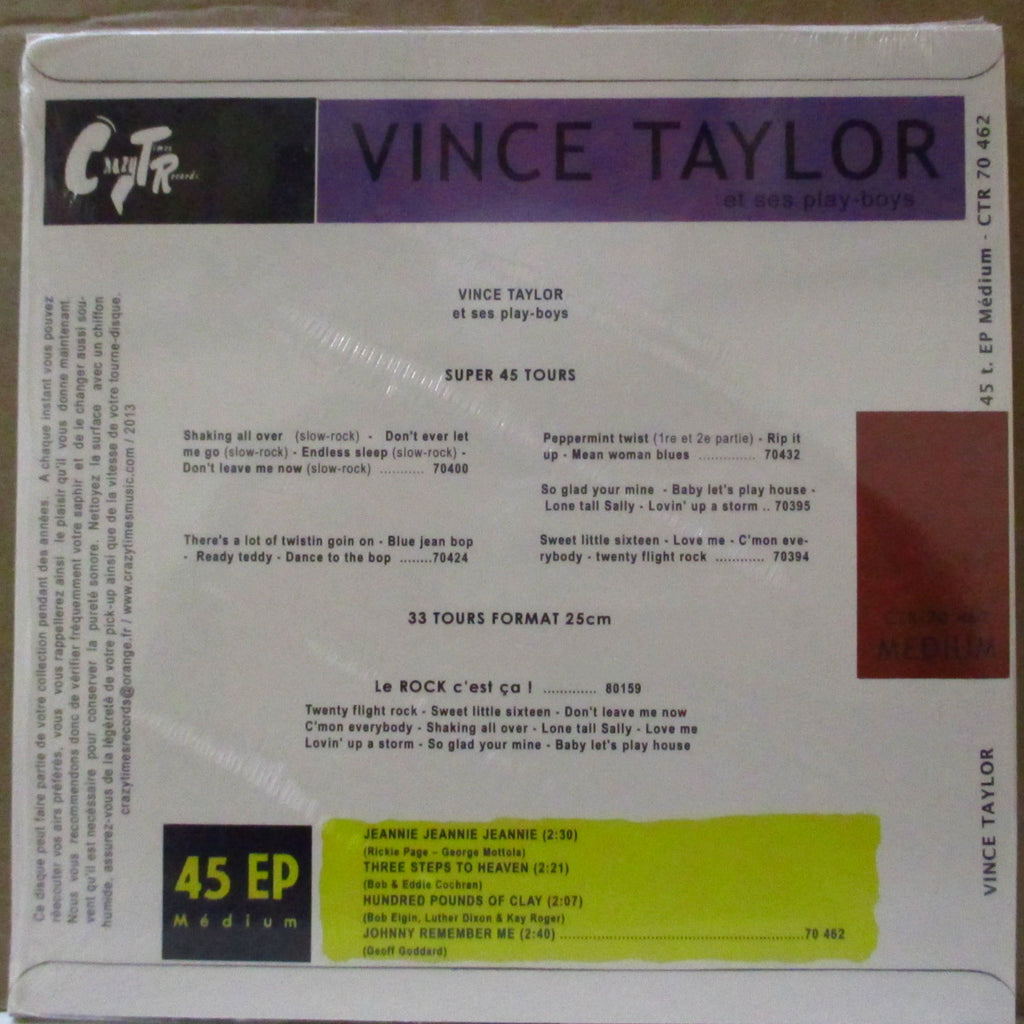 Crazy Times Records
VINCE TAYLOR
et ses play-boys
45 t. EP Médium - CTR 70 462
VINCE TAYLOR
et ses play-boys
SUPER 45 TOURS
Shaking all over (slow-rock) - Don't ever let
me go (slow-rock) - Endless sleep (slow-rock) -
Don't leave me now (slow-rock) ........... 70400
There's a lot of twistin goin on - Blue jean bop
- Ready teddy - Dance to the bop ........70424
Peppermint twist (1re et 2e partie) - Rip it
up - Mean woman blues .............. 70432
So glad your mine - Baby let's play house -
Lone tall Sally - Lovin' up a storm .. 70395
Sweet little sixteen - Love me - C'mon eve-
rybody - twenty flight rock ............ 70394
33 TOURS FORMAT 25cm
Le ROCK c'est ça ! ............ 80159
Twenty flight rock - Sweet little sixteen - Don't leave me now
C'mon everybody - Shaking all over - Lone tall Sally - Love me
Lovin' up a storm - So glad your mine - Baby let's play house
MEDIUM
VINCE TAYLOR
45 EP
Médium
JEANNIE JEANNIE JEANNIE (2:30)
(Rickie Page – George Mottola)
THREE STEPS TO HEAVEN (2:21)
(Bob & Eddie Cochran)
HUNDRED POUNDS OF CLAY (2:07)
(Bob Elgin, Luther Dixon & Kay Roger)
JOHNNY REMEMBER ME (2:40) ............................................................70 462
(Geoff Goddard)
Ce disque peut faire partie de votre collection pendant des années. A chaque instant vous pouvez
réécouter vos airs préférés, vous vous rappellerez ainsi le plaisir qu'il vous donne maintenant.
Nous vous recommendons donc de vérifier fréquemment votre saphir et de le changer aussi sou-
vent qu'il est nécessaire pour conserver la pureté sonore. Nettoyez la surface avec un chiffon
humide, assurez-vous de la légèreté de votre pick-up ainsi que de la vitesse de votre tourne-disque.
crazytimesrecords@orange.fr / www.crazytimesmusic.com / 2013